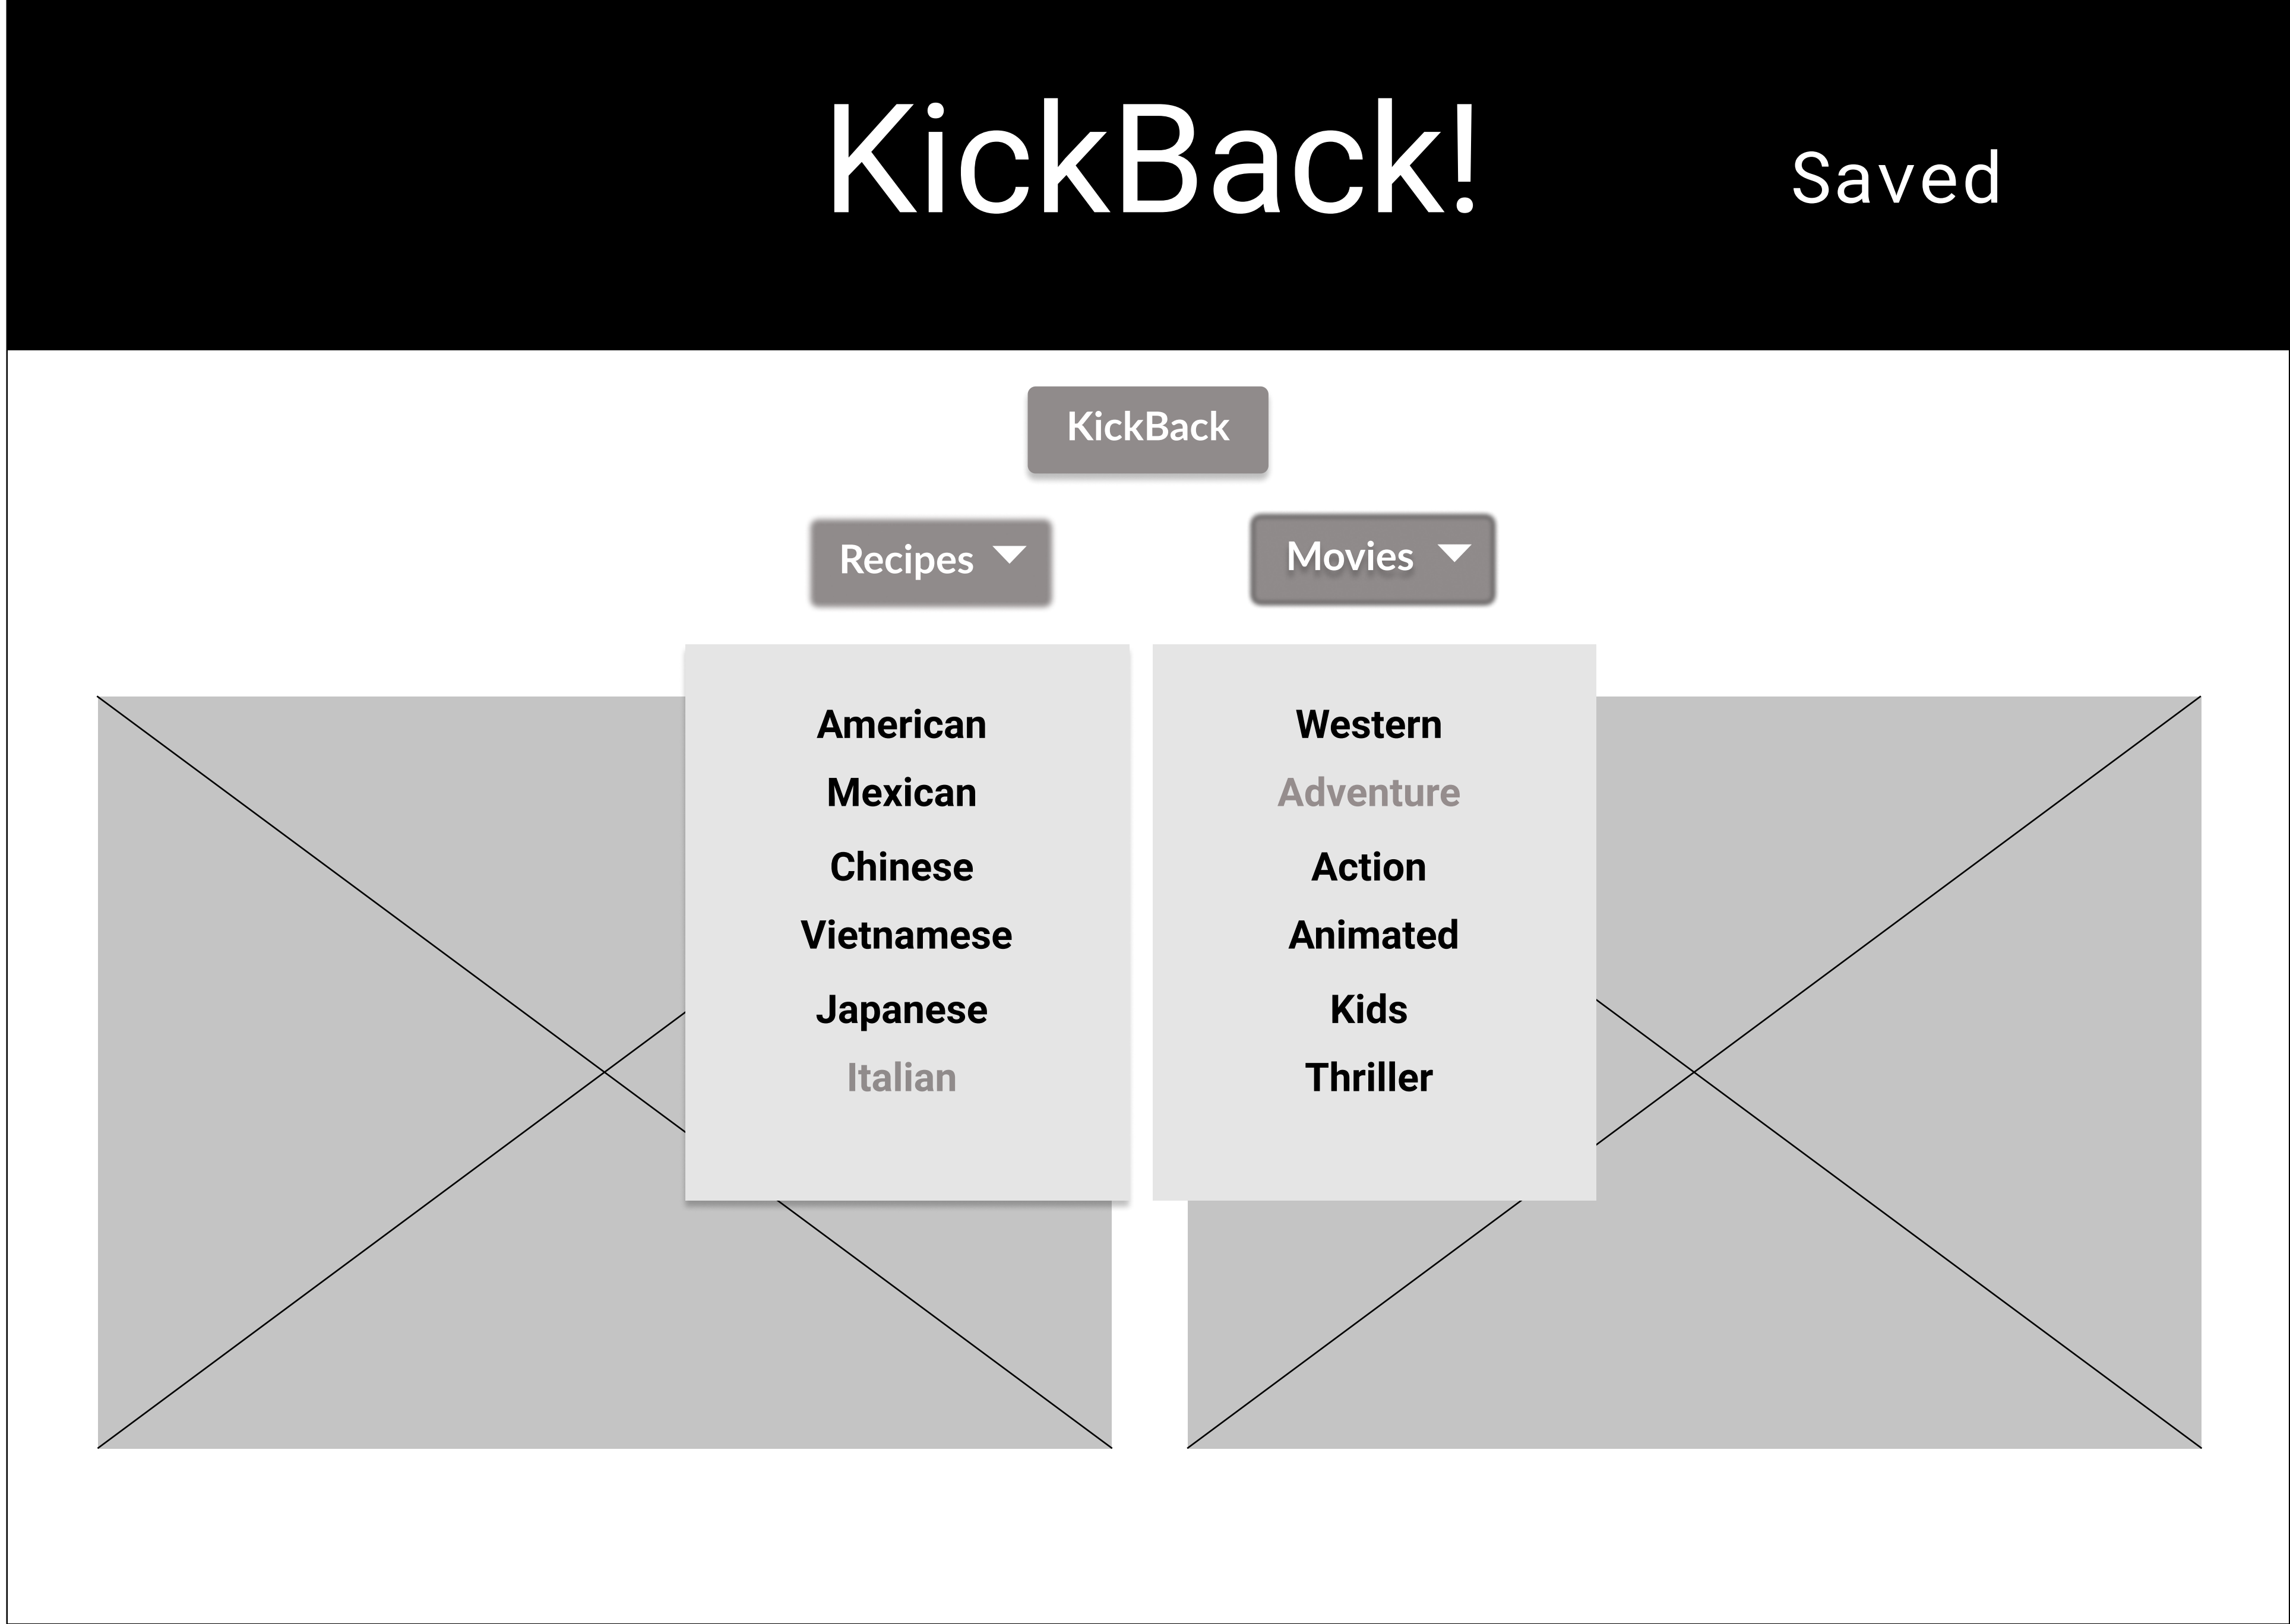 KickBack!
Saved
KickBack
Recipes
Movies
American
Mexican
Chinese
Vietnamese
Japanese
Italian
Western
Adventure
Action
Animated
Kids
Thriller